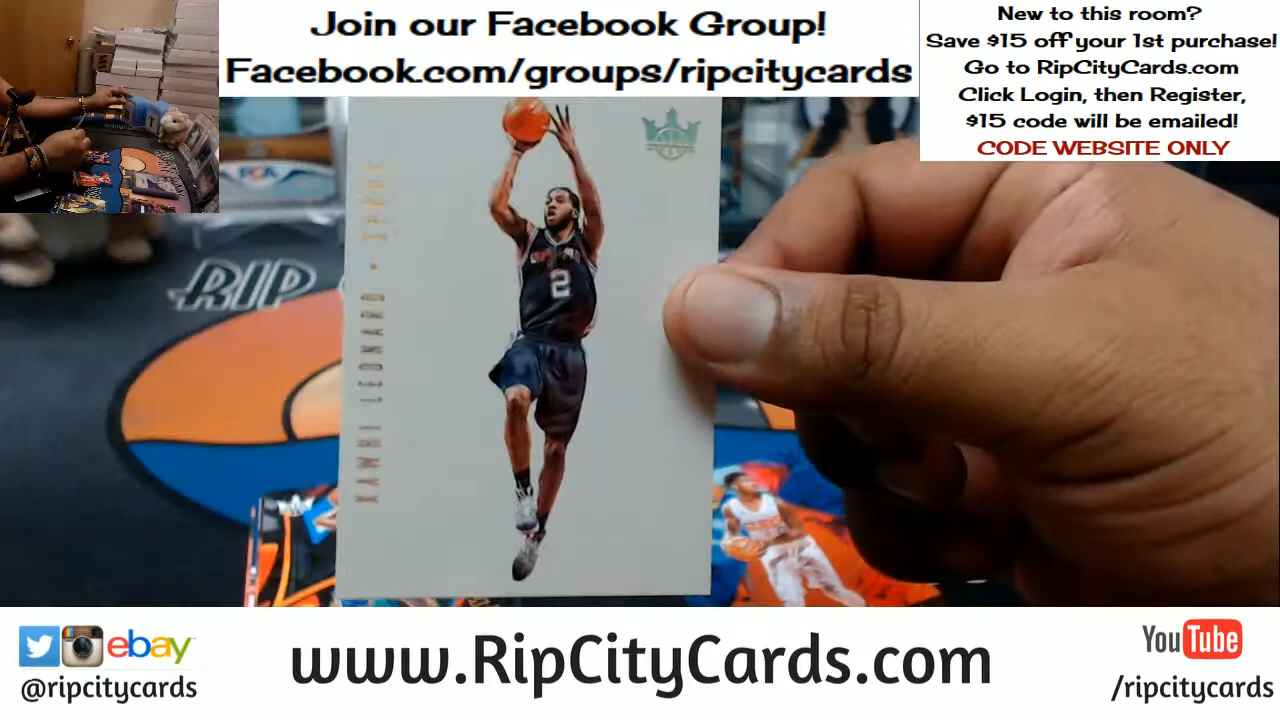 Join our Facebook Group!
Facebook.com/groups/ripcitycards
New to this room?
Save $15 off your 1st purchase!
Go to RipCityCards.com
Click Login, then Register,
$15 code will be emailed!
CODE WEBSITE ONLY
PSA
RIP
KAWHI LEONARD
2
ebay
@ripcitycards
www.RipCityCards.com
YouTube
/ripcitycards